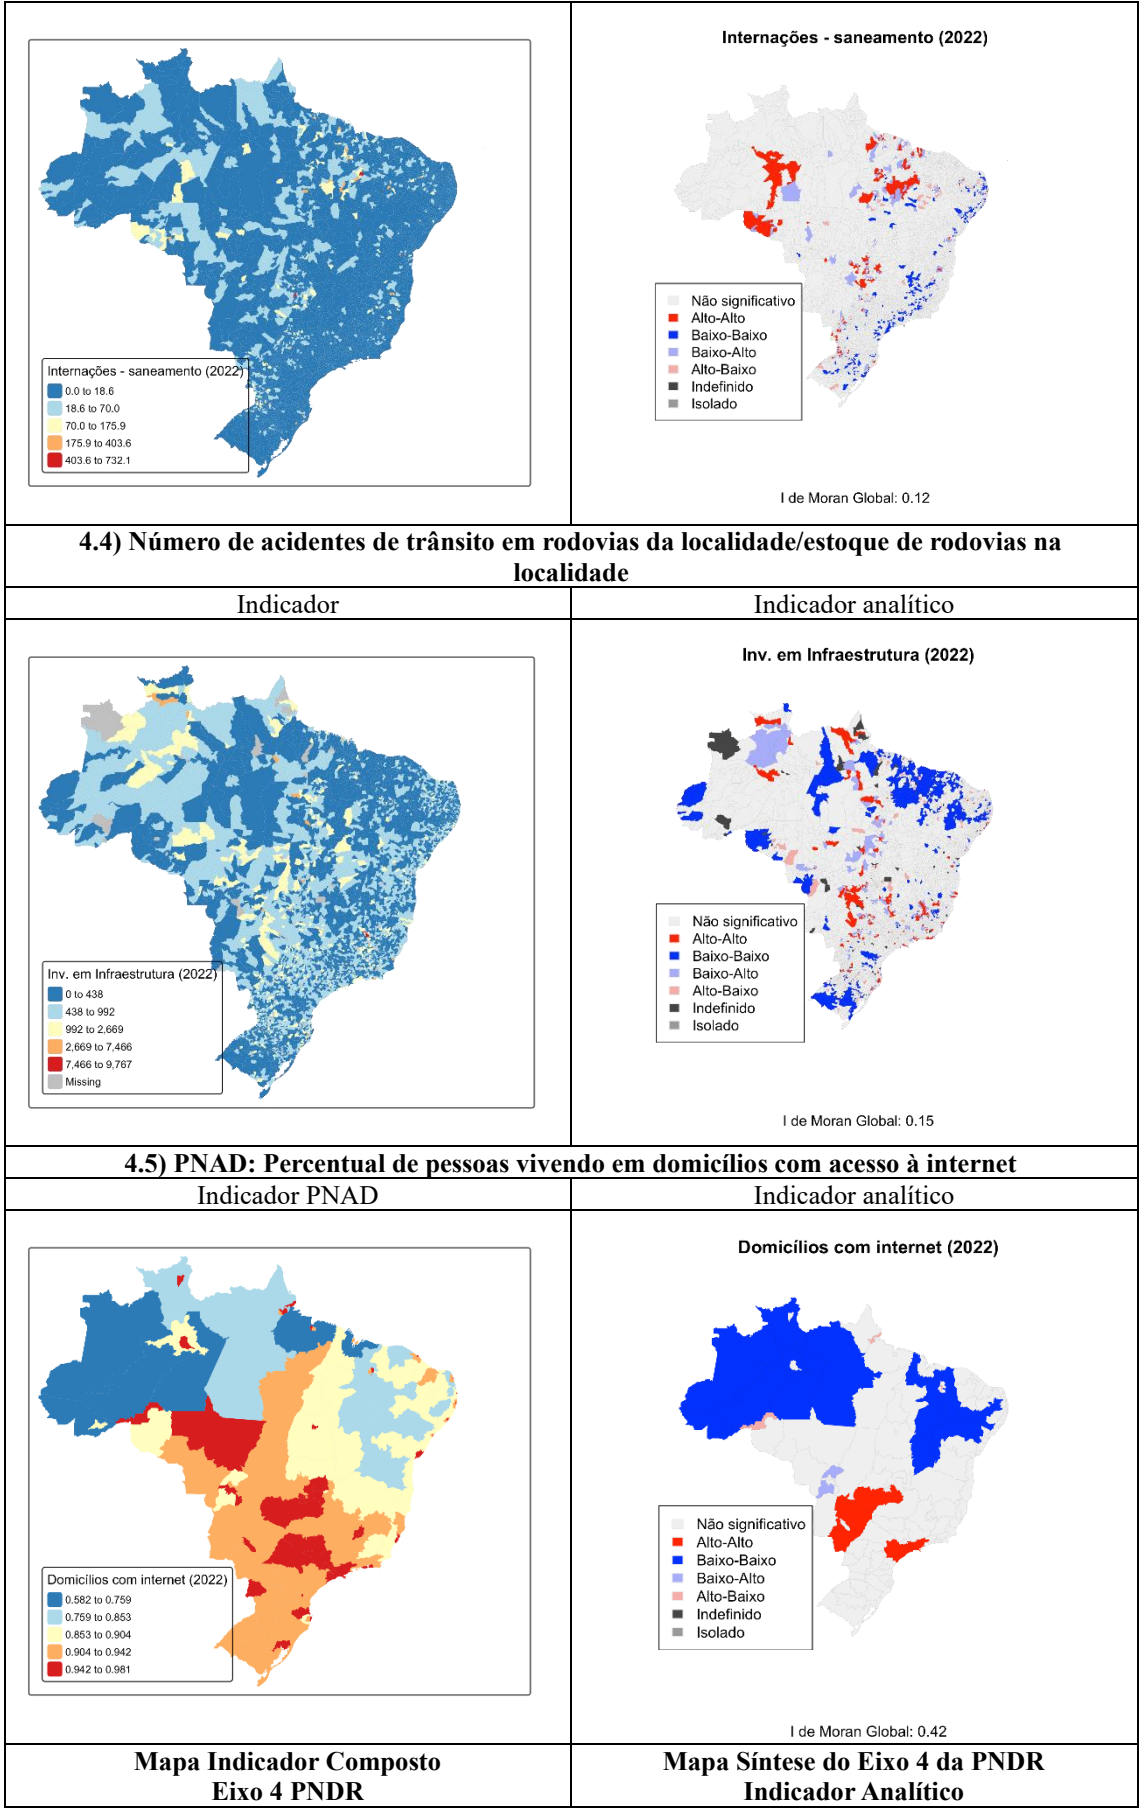 Internações - saneamento (2022)
0.0 to 18.6
18.6 to 70.0
70.0 to 175.9
175.9 to 403.6
403.6 to 732.1
Internações - saneamento (2022)
Não significativo
Alto-Alto
Baixo-Baixo
Baixo-Alto
Alto-Baixo
Indefinido
Isolado
I de Moran Global: 0.12
4.4) Número de acidentes de trânsito em rodovias da localidade/estoque de rodovias na
localidade
Indicador
Indicador analítico
Inv. em Infraestrutura (2022)
0 to 438
438 to 992
992 to 2,669
2,669 to 7,466
7,466 to 9,767
Missing
Inv. em Infraestrutura (2022)
Não significativo
Alto-Alto
Baixo-Baixo
Baixo-Alto
Alto-Baixo
Indefinido
Isolado
I de Moran Global: 0.15
4.5) PNAD: Percentual de pessoas vivendo em domicílios com acesso à internet
Indicador PNAD
Indicador analítico
Domicílios com internet (2022)
0.582 to 0.759
0.759 to 0.853
0.853 to 0.904
0.904 to 0.942
0.942 to 0.981
Domicílios com internet (2022)
Não significativo
Alto-Alto
Baixo-Baixo
Baixo-Alto
Alto-Baixo
Indefinido
Isolado
I de Moran Global: 0.42
Mapa Indicador Composto
Eixo 4 PNDR
Mapa Síntese do Eixo 4 da PNDR
Indicador Analítico